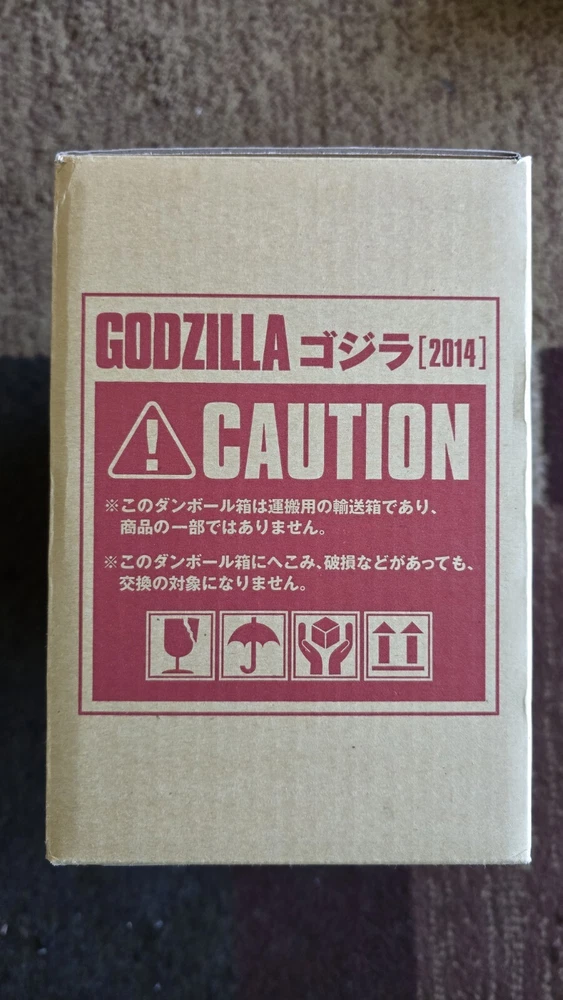 GODZILLA ゴジラ[2014]
CAUTION
※このダンボール箱は運搬用の輸送箱であり、
商品の一部ではありません。
※このダンボール箱にへこみ、破損などがあっても、
交換の対象になりません。